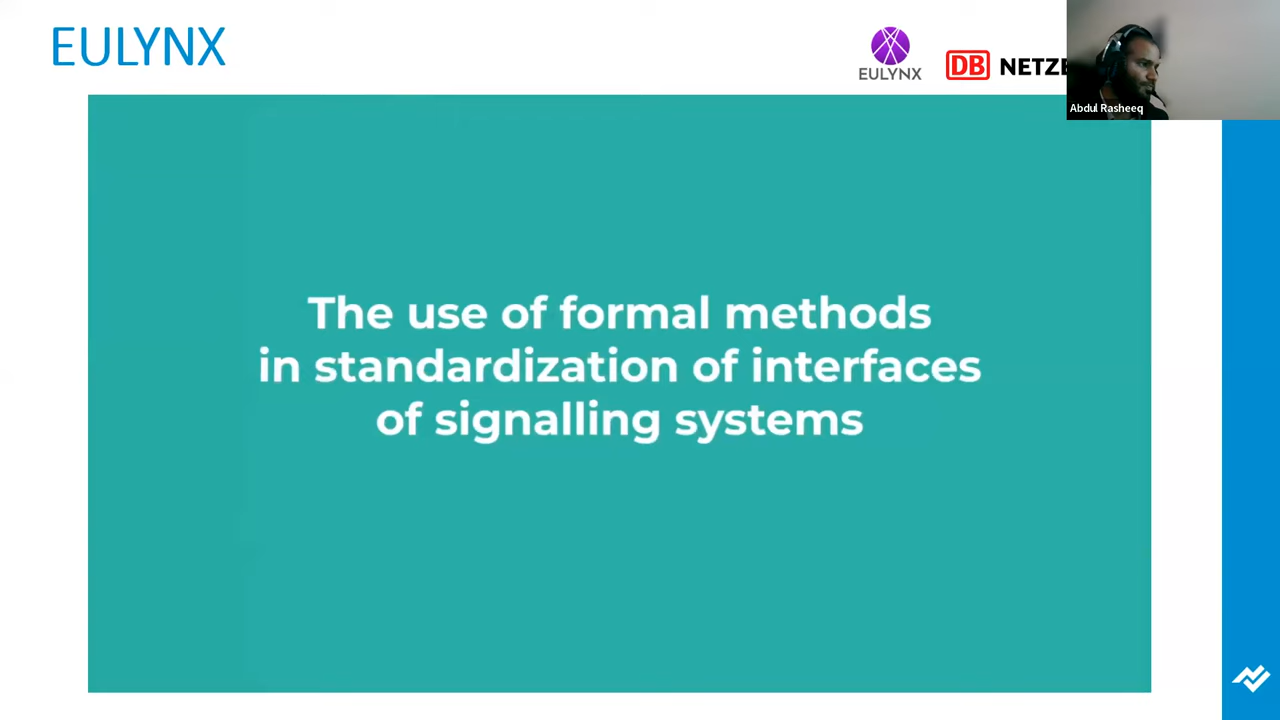 EULYNX
EULYNX
DB NETZE
Abdul Rasheeq
The use of formal methods
in standardization of interfaces
of signalling systems